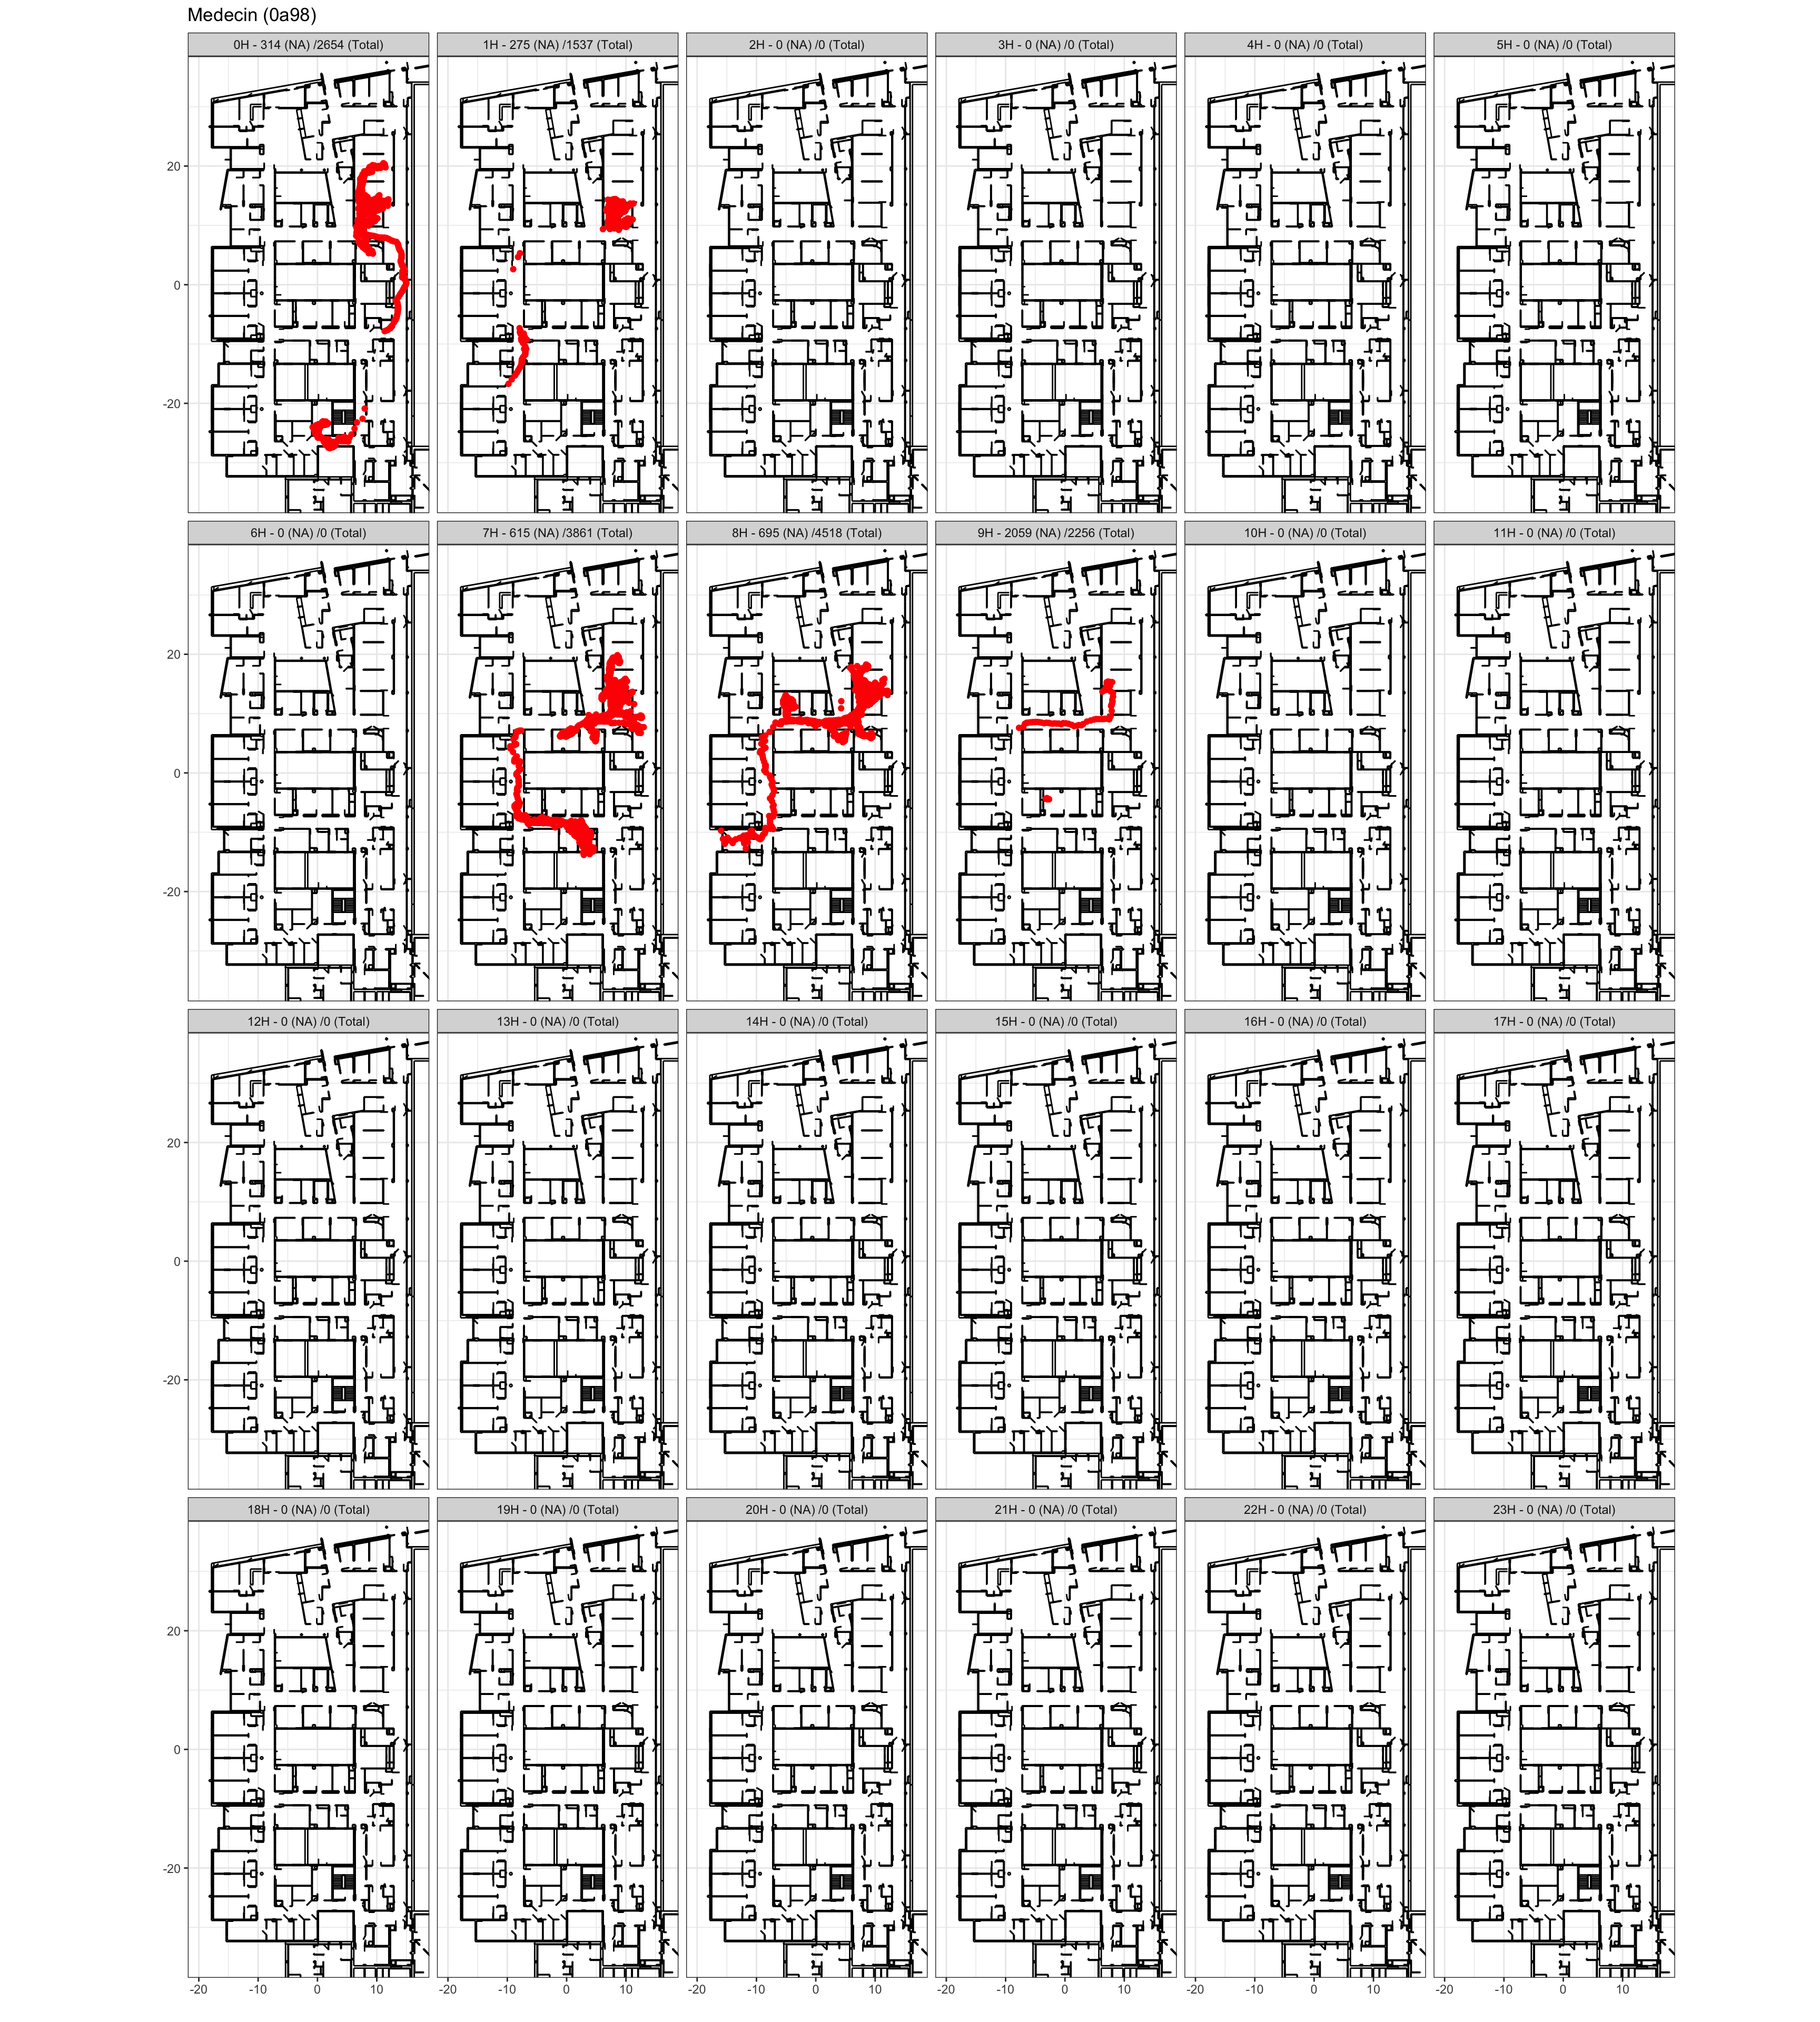 Medecin (0a98)
0H - 314 (NA) /2654 (Total) 1H - 275 (NA) /1537 (Total) 2H - 0 (NA) /0 (Total) 3H - 0 (NA) /0 (Total) 4H - 0 (NA) /0 (Total) 5H - 0 (NA) /0 (Total)
20
0
-20
6H - 0 (NA) /0 (Total) 7H - 615 (NA) /3861 (Total) 8H - 695 (NA) /4518 (Total) 9H - 2059 (NA) /2256 (Total) 10H - 0 (NA) /0 (Total) 11H - 0 (NA) /0 (Total)
20
0
-20
12H - 0 (NA) /0 (Total) 13H - 0 (NA) /0 (Total) 14H - 0 (NA) /0 (Total) 15H - 0 (NA) /0 (Total) 16H - 0 (NA) /0 (Total) 17H - 0 (NA) /0 (Total)
20
0
-20
18H - 0 (NA) /0 (Total) 19H - 0 (NA) /0 (Total) 20H - 0 (NA) /0 (Total) 21H - 0 (NA) /0 (Total) 22H - 0 (NA) /0 (Total) 23H - 0 (NA) /0 (Total)
20
0
-20
-20 -10 0 10 -20 -10 0 10 -20 -10 0 10 -20 -10 0 10 -20 -10 0 10 -20 -10 0 10